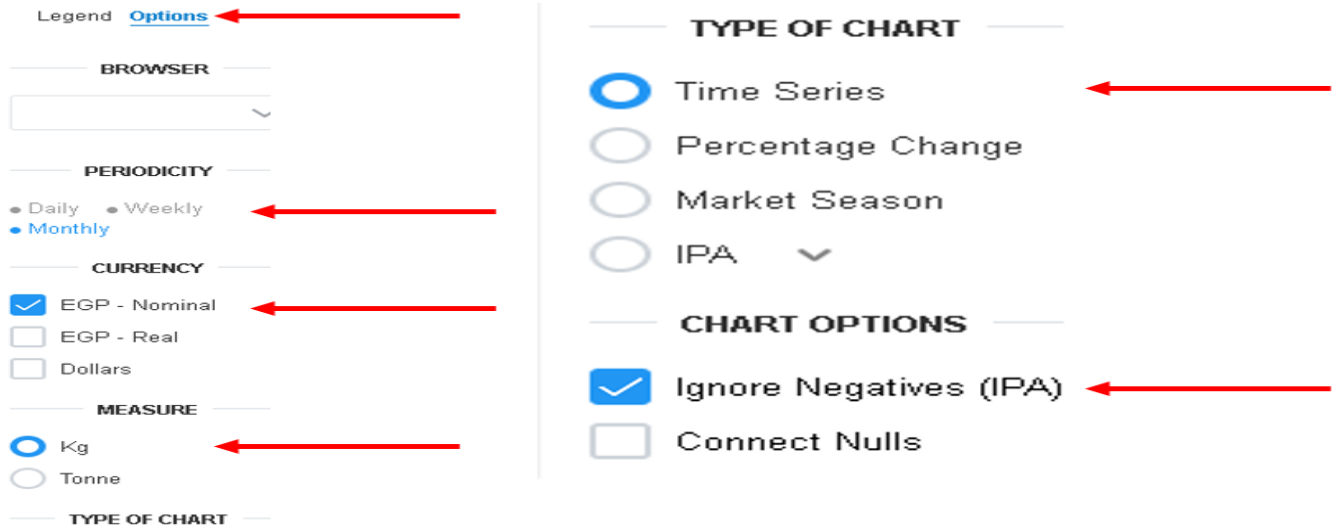 Legend Options
BROWSER
PERIODICITY
Daily Weekly
Monthly
CURRENCY
EGP - Nominal
EGP - Real
Dollars
MEASURE
Kg
Tonne
TYPE OF CHART
TYPE OF CHART
Time Series
Percentage Change
Market Season
IPA
CHART OPTIONS
Ignore Negatives (IPA)
Connect Nulls